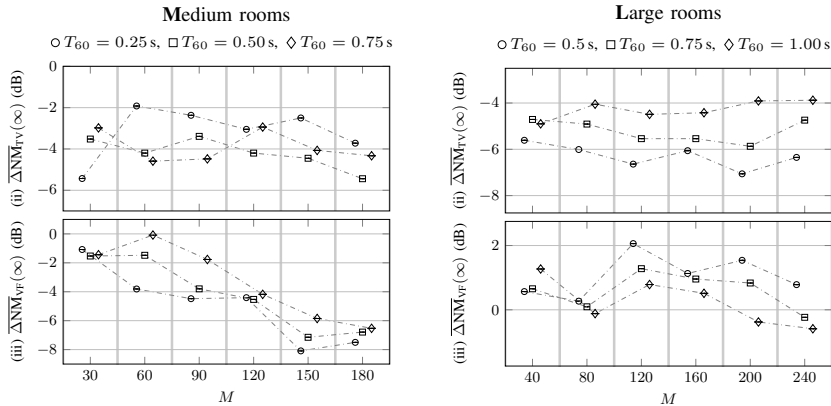 Medium rooms
T60 = 0.25 s, T60 = 0.50 s, T60 = 0.75 s
(ii) ΔNM̄TV(∞) (dB)
0
−2
−4
−6
(iii) ΔNM̄VF(∞) (dB)
0
−2
−4
−6
−8
30 60 90 120 150 180
M
Large rooms
T60 = 0.5 s, T60 = 0.75 s, T60 = 1.00 s
(ii) ΔNM̄TV(∞) (dB)
−4
−6
−8
(iii) ΔNM̄VF(∞) (dB)
2
0
40 80 120 160 200 240
M